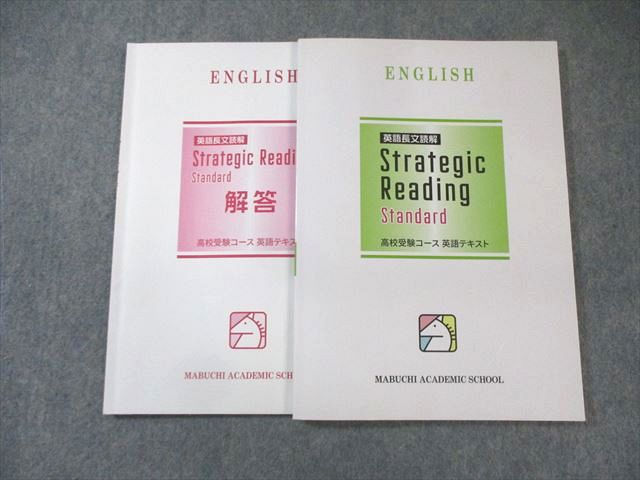 ENGLISH
英語長文読解
Strategic Readi
Standard
解答
高校受験コース 英語テキス
MABUCHI ACADEMIC SCH
ENGLISH
英語長文読解
Strategic
Reading
Standard
高校受験コース 英語テキスト
MABUCHI ACADEMIC SCHOOL